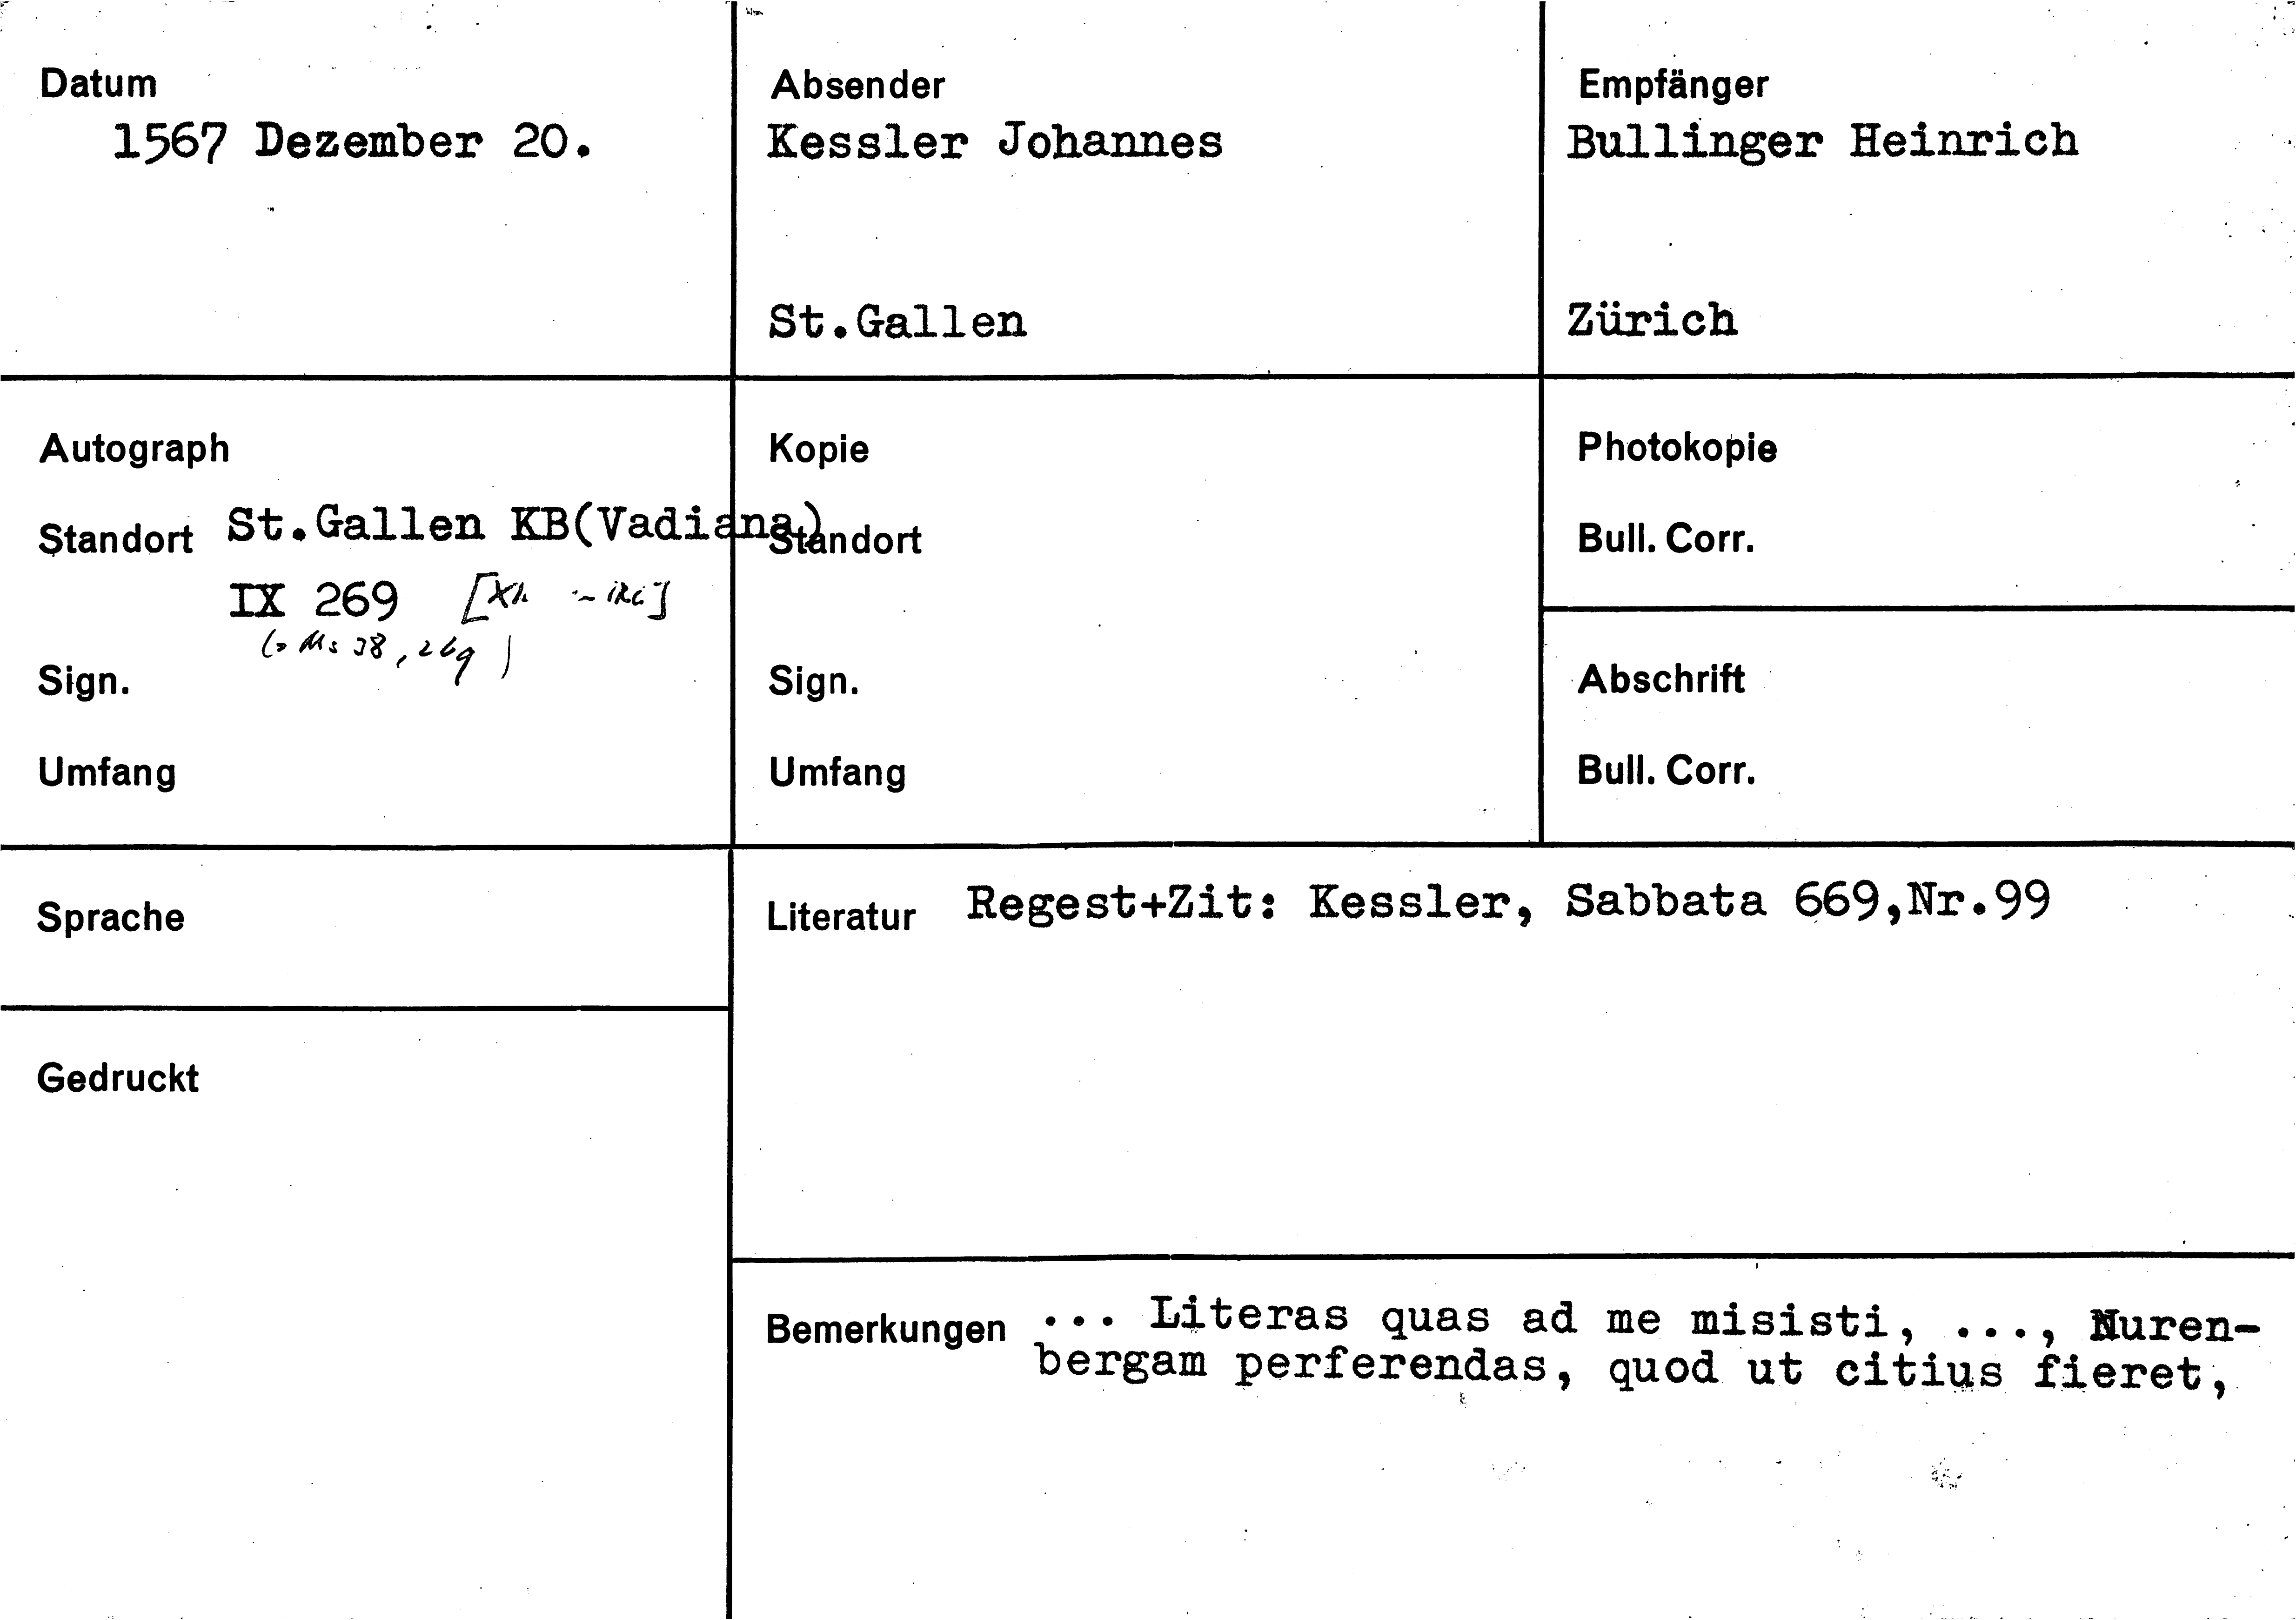 Datum
1567 Dezember 20.
Absender
Kessler Johannes
St.Gallen
Empfänger
Bullinger Heinrich
Zürich
Autograph
Standort St.Gallen KB(Vadiana)
IX 269
Ms 38, 269)
Sign.
Umfang
Kopie
Standort
Sign.
Umfang
Photokopie
Bull. Corr.
Abschrift
Bull. Corr.
Sprache
Gedruckt
Literatur Regest+Zit: Kessler, Sabbata 669,Nr.99
Bemerkungen ... Literas quas ad me misisti, ..., Nuren-
bergam perferendas, quod ut citius fieret,